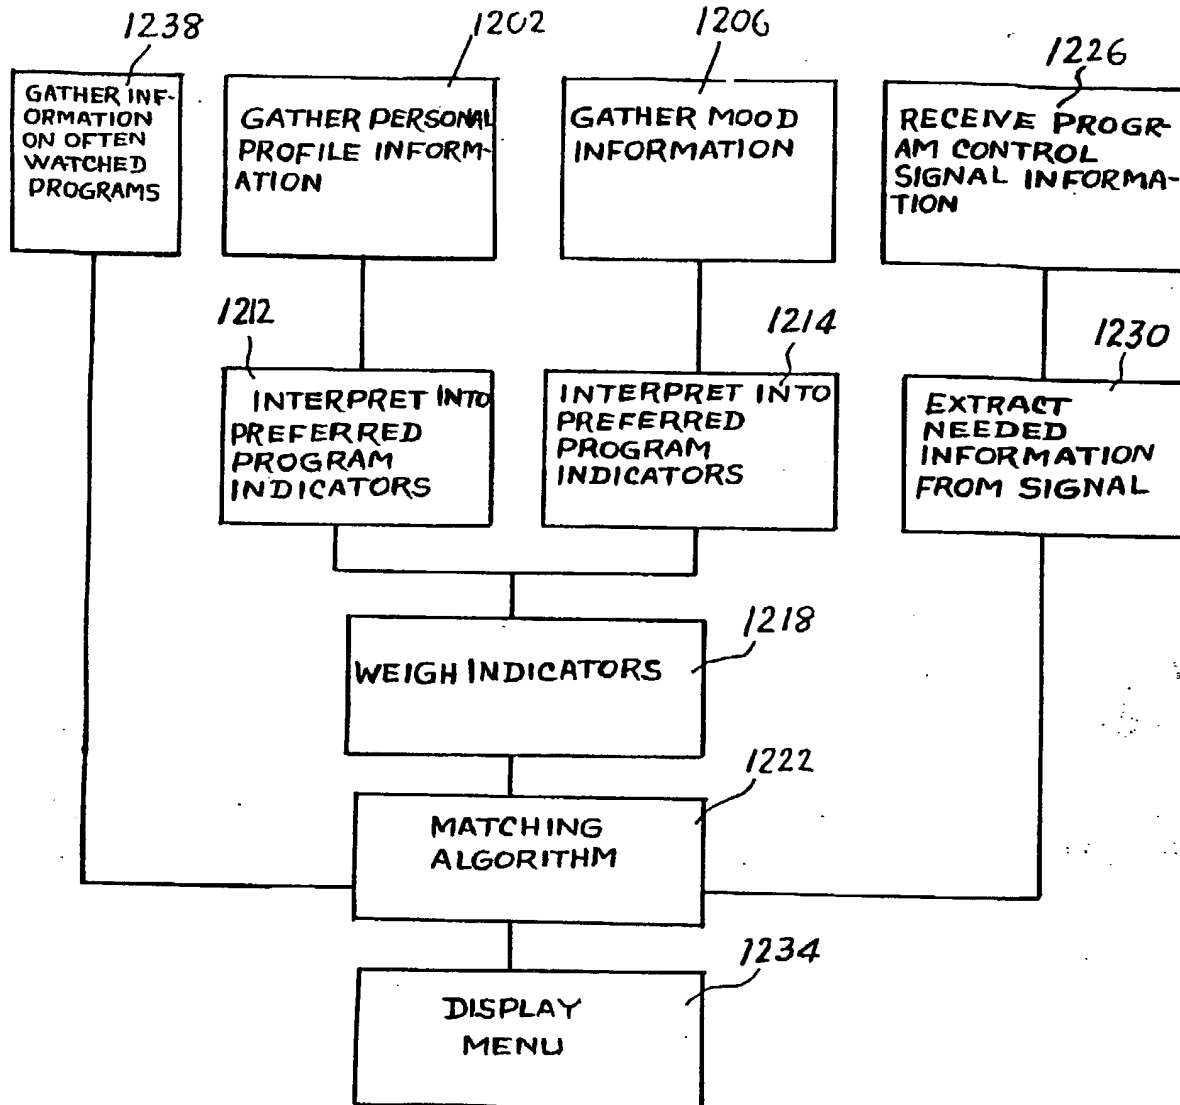 1238
1202
1206
1226
GATHER INF-
ORMATION
ON OFTEN
WATCHED
PROGRAMS
GATHER PERSONAL
PROFILE INFORM-
ATION
GATHER MOOD
INFORMATION
RECEIVE PROGR-
AM CONTROL
SIGNAL INFORMA-
TION
1212
1214
1230
INTERPRET INTO
PREFERRED
PROGRAM
INDICATORS
INTERPRET INTO
PREFERRED
PROGRAM
INDICATORS
EXTRACT
NEEDED
INFORMATION
FROM SIGNAL
1218
WEIGH INDICATORS
1222
MATCHING
ALGORITHM
1234
DISPLAY
MENU